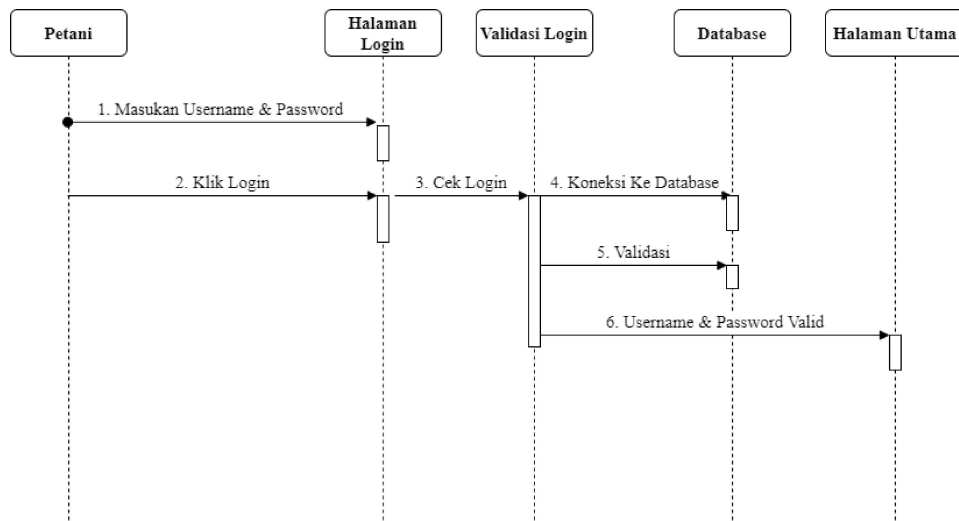 Petani
Halaman
Login
Validasi Login
Database
Halaman Utama
1. Masukan Username & Password
2. Klik Login
3. Cek Login
4. Koneksi Ke Database
5. Validasi
6. Username & Password Valid